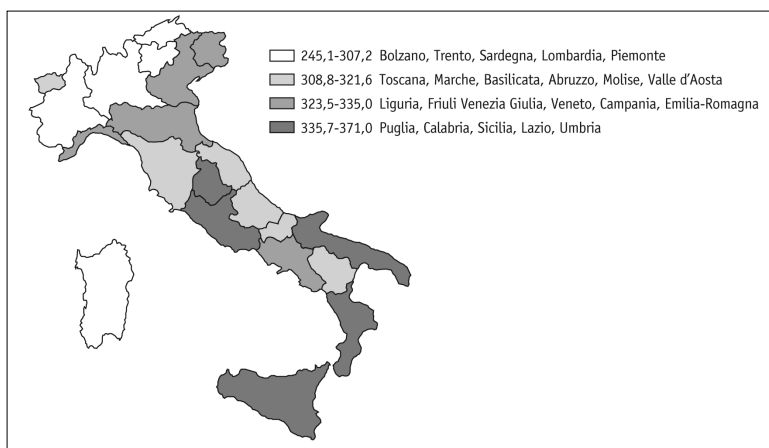 245,1-307,2 Bolzano, Trento, Sardegna, Lombardia, Piemonte
308,8-321,6 Toscana, Marche, Basilicata, Abruzzo, Molise, Valle d'Aosta
323,5-335,0 Liguria, Friuli Venezia Giulia, Veneto, Campania, Emilia-Romagna
335,7-371,0 Puglia, Calabria, Sicilia, Lazio, Umbria